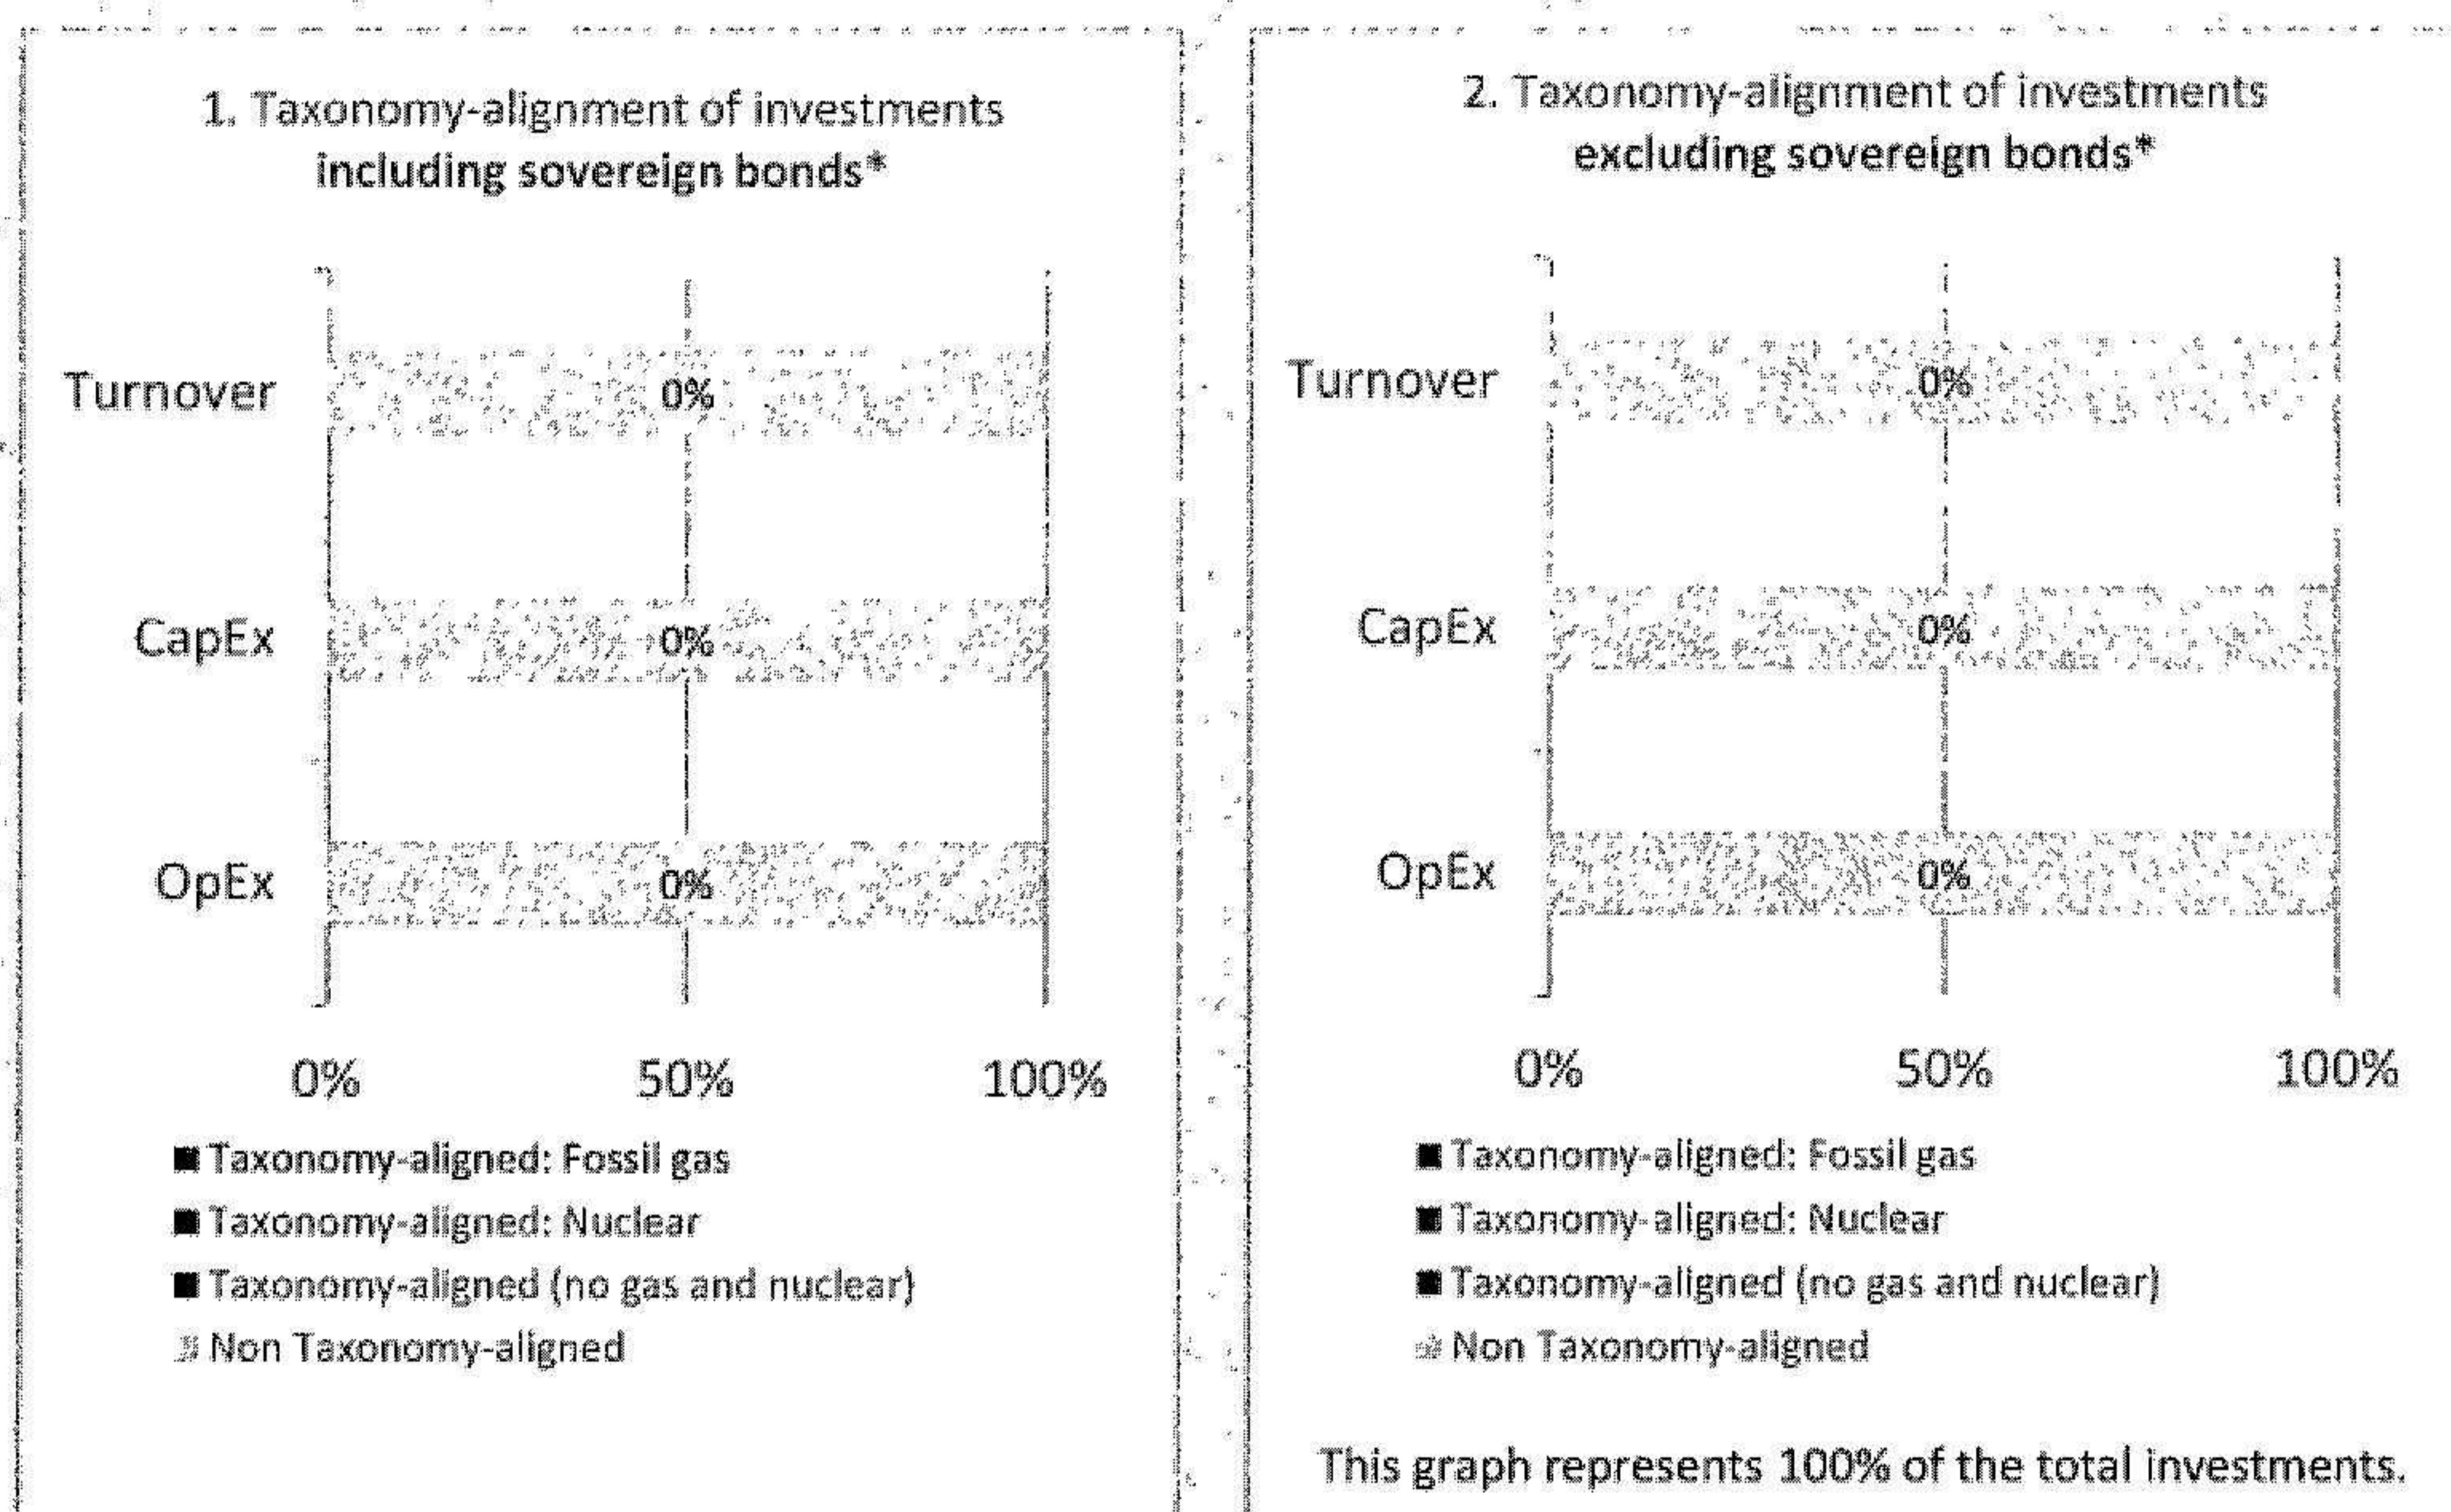 1. Taxonomy-alignment of investments
including sovereign bonds*
Turnover
0%
CapEx
0%
OpEx
0%
0% 50% 100%
■ Taxonomy-aligned: Fossil gas
■ Taxonomy-aligned: Nuclear
■ Taxonomy-aligned (no gas and nuclear)
Non Taxonomy-aligned
2. Taxonomy-alignment of investments
excluding sovereign bonds*
Turnover
0%
CapEx
0%
OpEx
0%
0% 50% 100%
■ Taxonomy-aligned: Fossil gas
■ Taxonomy-aligned: Nuclear
■ Taxonomy-aligned (no gas and nuclear)
Non Taxonomy-aligned
This graph represents 100% of the total investments.